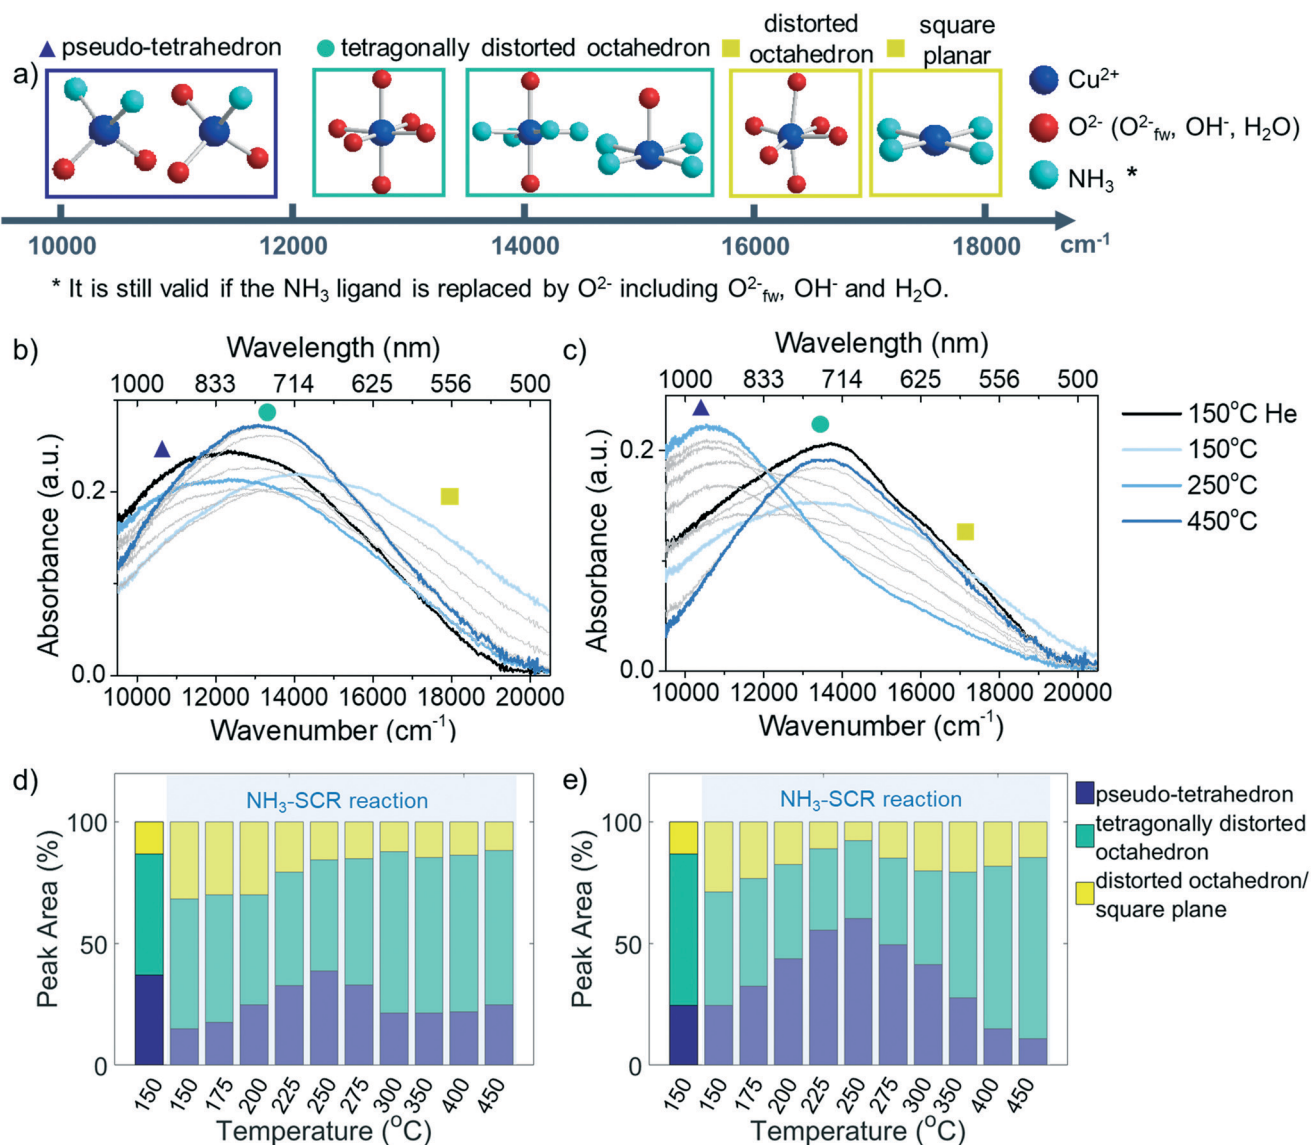 ▲ pseudo-tetrahedron ● tetragonally distorted octahedron ■ distorted octahedron ■ square planar
a)
Cu²⁺
O²⁻ (O²⁻fw, OH⁻, H₂O)
NH₃ *
10000 12000 14000 16000 18000 cm⁻¹
* It is still valid if the NH₃ ligand is replaced by O²⁻ including O²⁻fw, OH⁻ and H₂O.
b)
Wavelength (nm)
1000 833 714 625 556 500
Absorbance (a.u.)
0.2
0.0
10000 12000 14000 16000 18000 20000
Wavenumber (cm⁻¹)
c)
Wavelength (nm)
1000 833 714 625 556 500
Absorbance (a.u.)
0.2
0.0
10000 12000 14000 16000 18000 20000
Wavenumber (cm⁻¹)
150°C He
150°C
250°C
450°C
d)
NH₃-SCR reaction
Peak Area (%)
100
50
0
150 150 175 200 225 250 275 300 350 400 450
Temperature (°C)
e)
NH₃-SCR reaction
Peak Area (%)
100
50
0
150 150 175 200 225 250 275 300 350 400 450
Temperature (°C)
pseudo-tetrahedron
tetragonally distorted
octahedron
distorted octahedron/
square plane